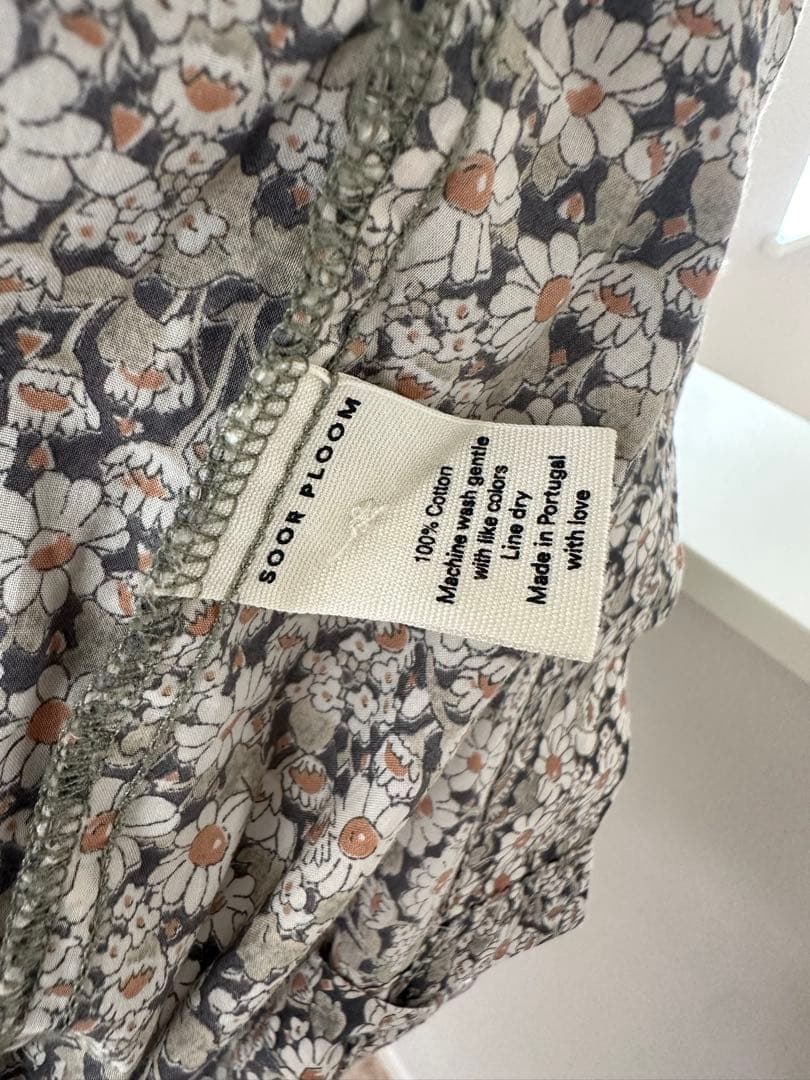 SOOR PLOOM
100% Cotton
Machine wash gentle
with like colors
Line dry
Made in Portugal
with love